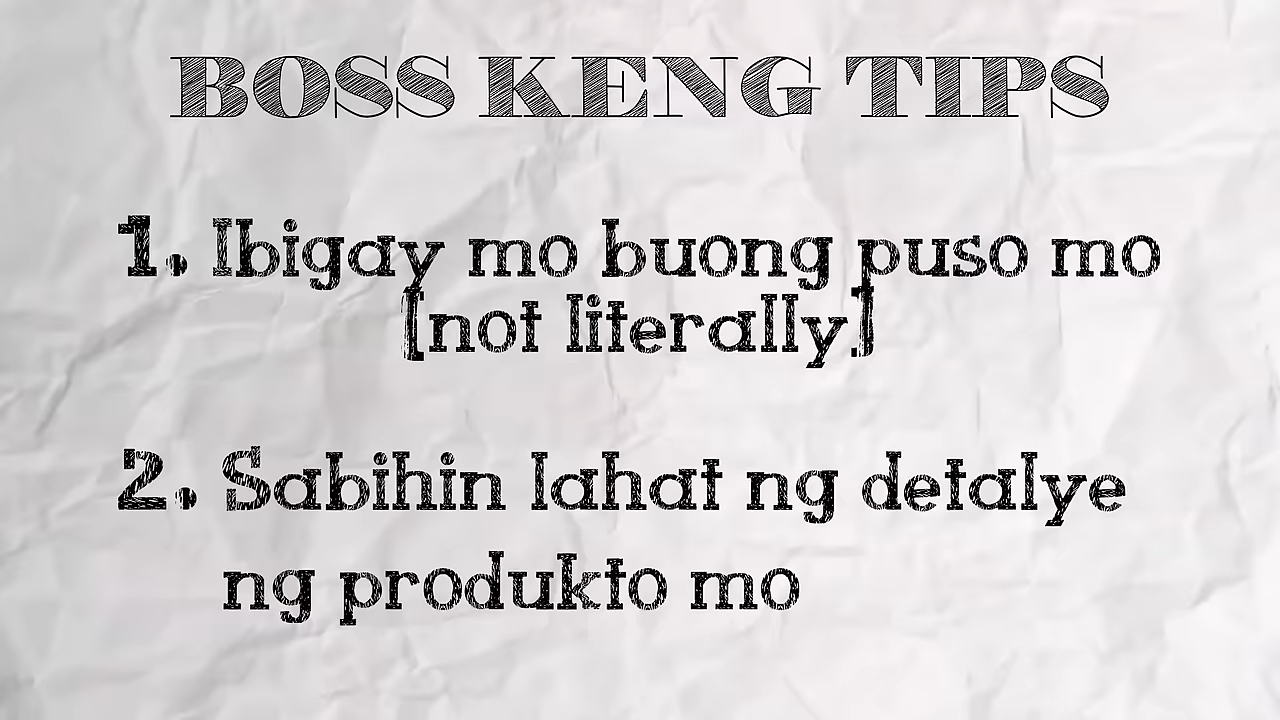 BOSS KENG TIPS
1. Ibigay mo buong puso mo
[not literally]
2. Sabihin lahat ng detalye
ng produkto mo